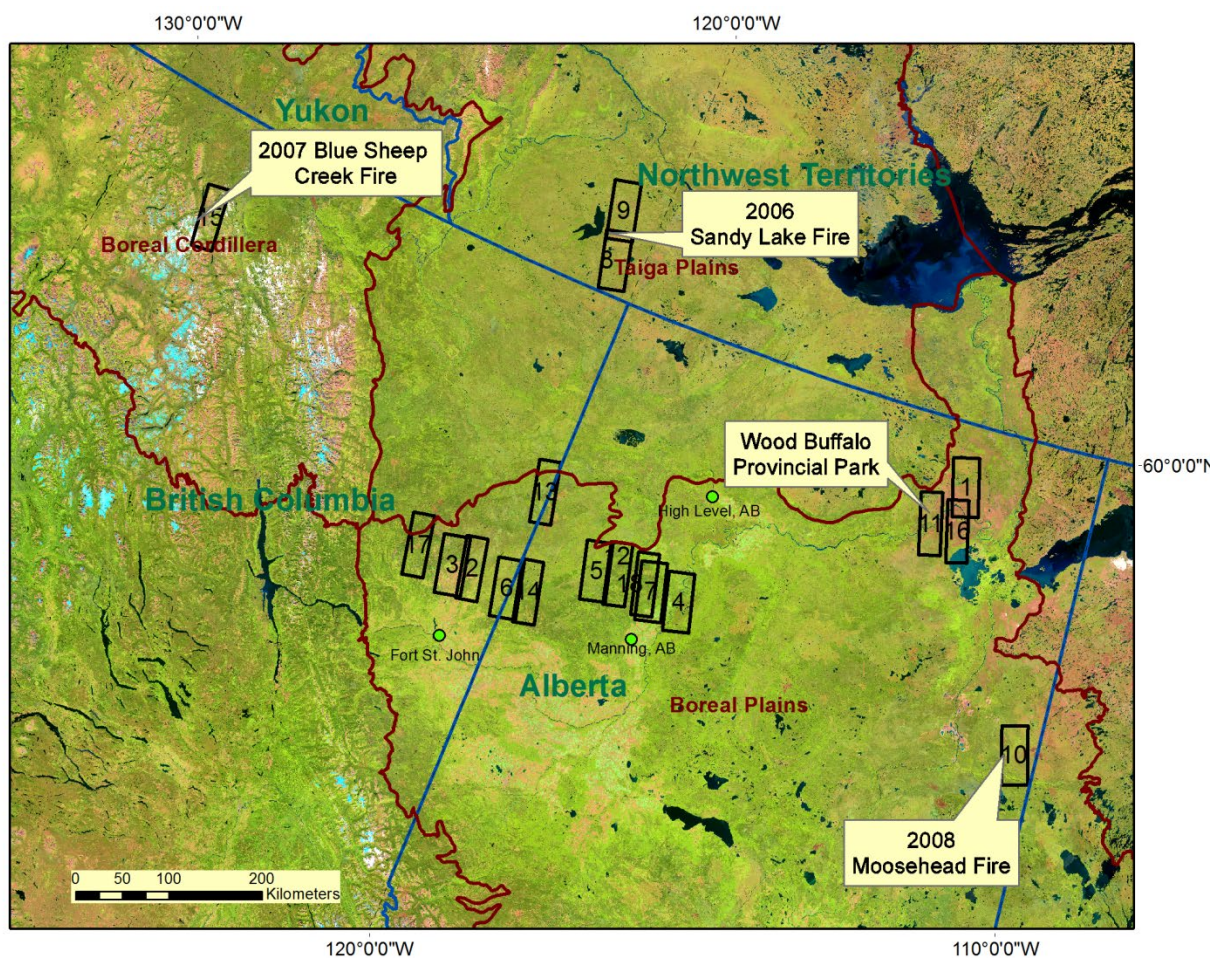 130°0'0"W
120°0'0"W
Yukon
2007 Blue Sheep
Creek Fire
Northwest Territories
9
2006
Sandy Lake Fire
15
Boreal Cordillera
8
Taiga Plains
Wood Buffalo
Provincial Park
60°0'0"N
British Columbia
13
High Level, AB
1
11
16
17
3
2
6
14
5
2
18
7
4
Fort St. John
Manning, AB
Alberta
Boreal Plains
10
2008
Moosehead Fire
0 50 100 200
Kilometers
120°0'0"W
110°0'0"W